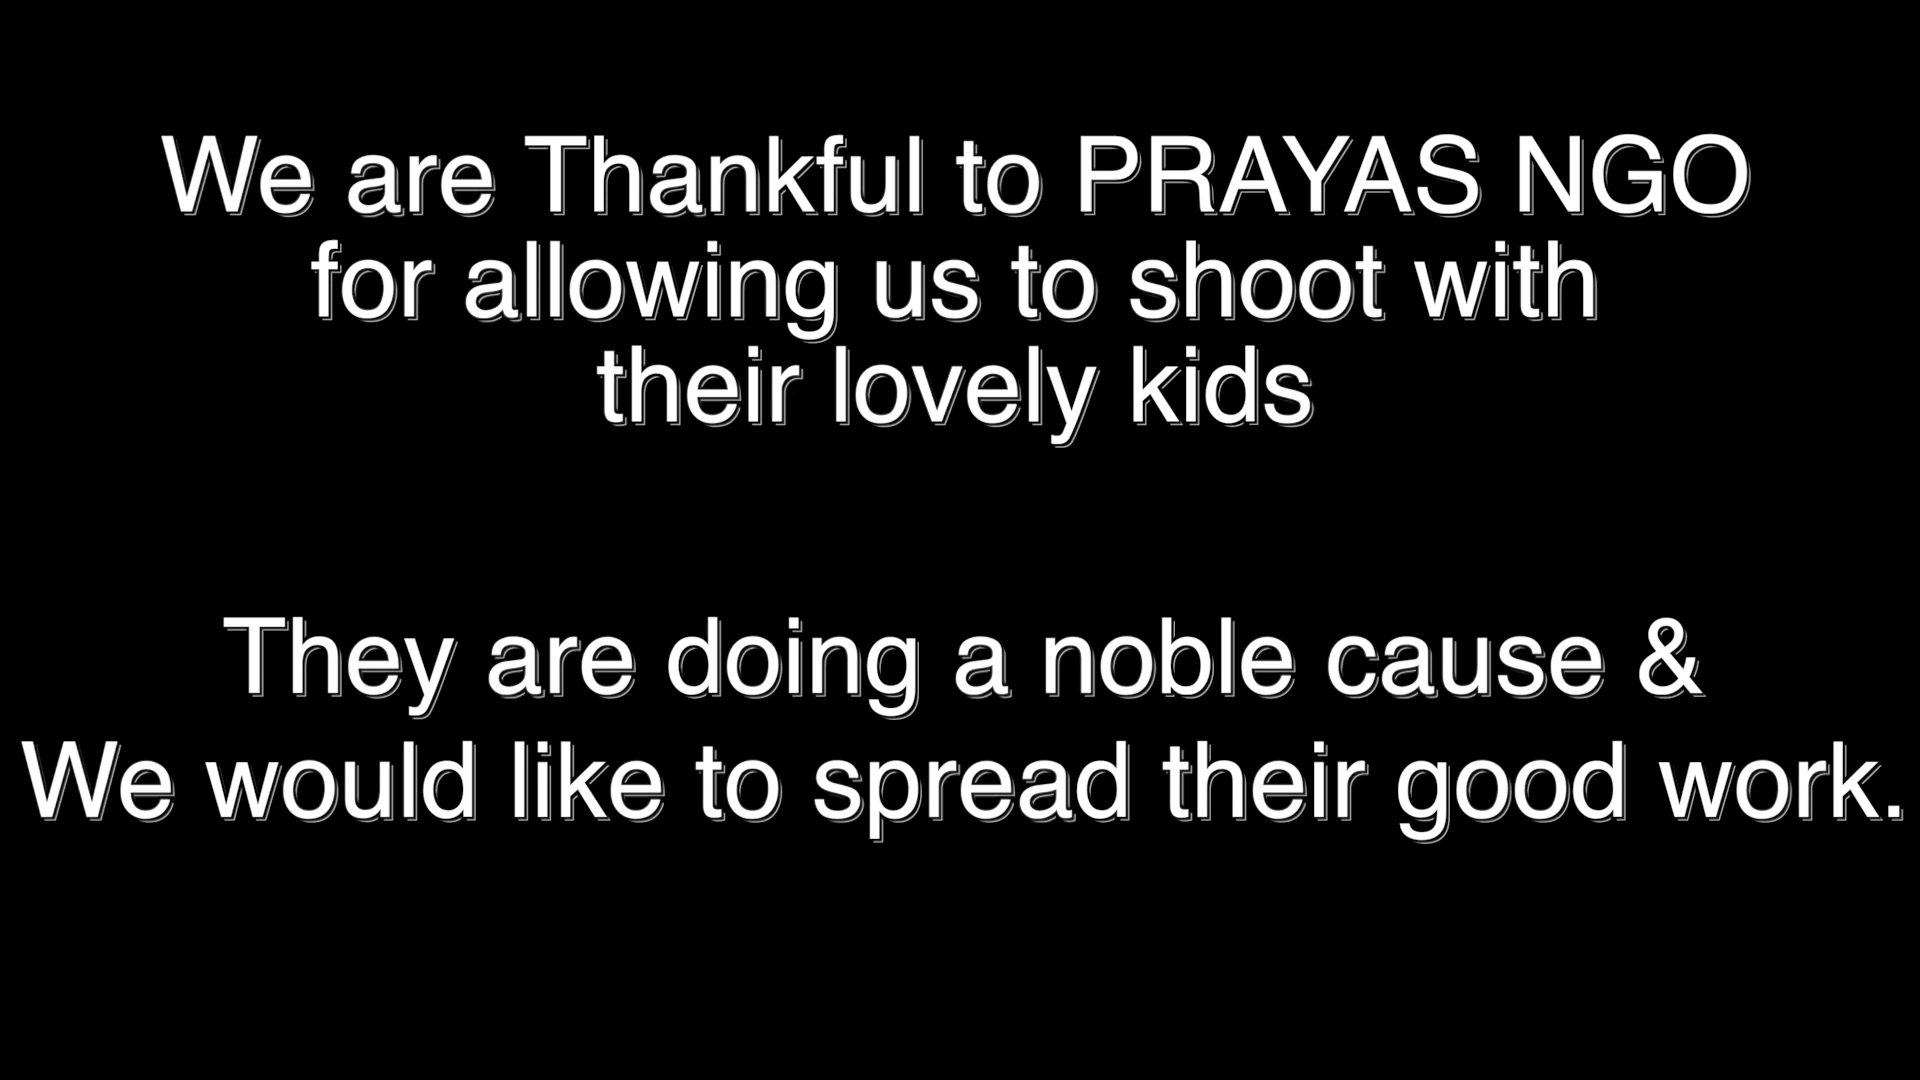 We are Thankful to PRAYAS NGO
for allowing us to shoot with
their lovely kids
They are doing a noble cause &
We would like to spread their good work.